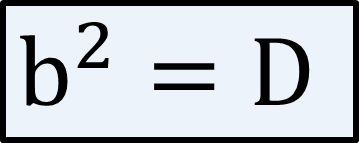 b² = D